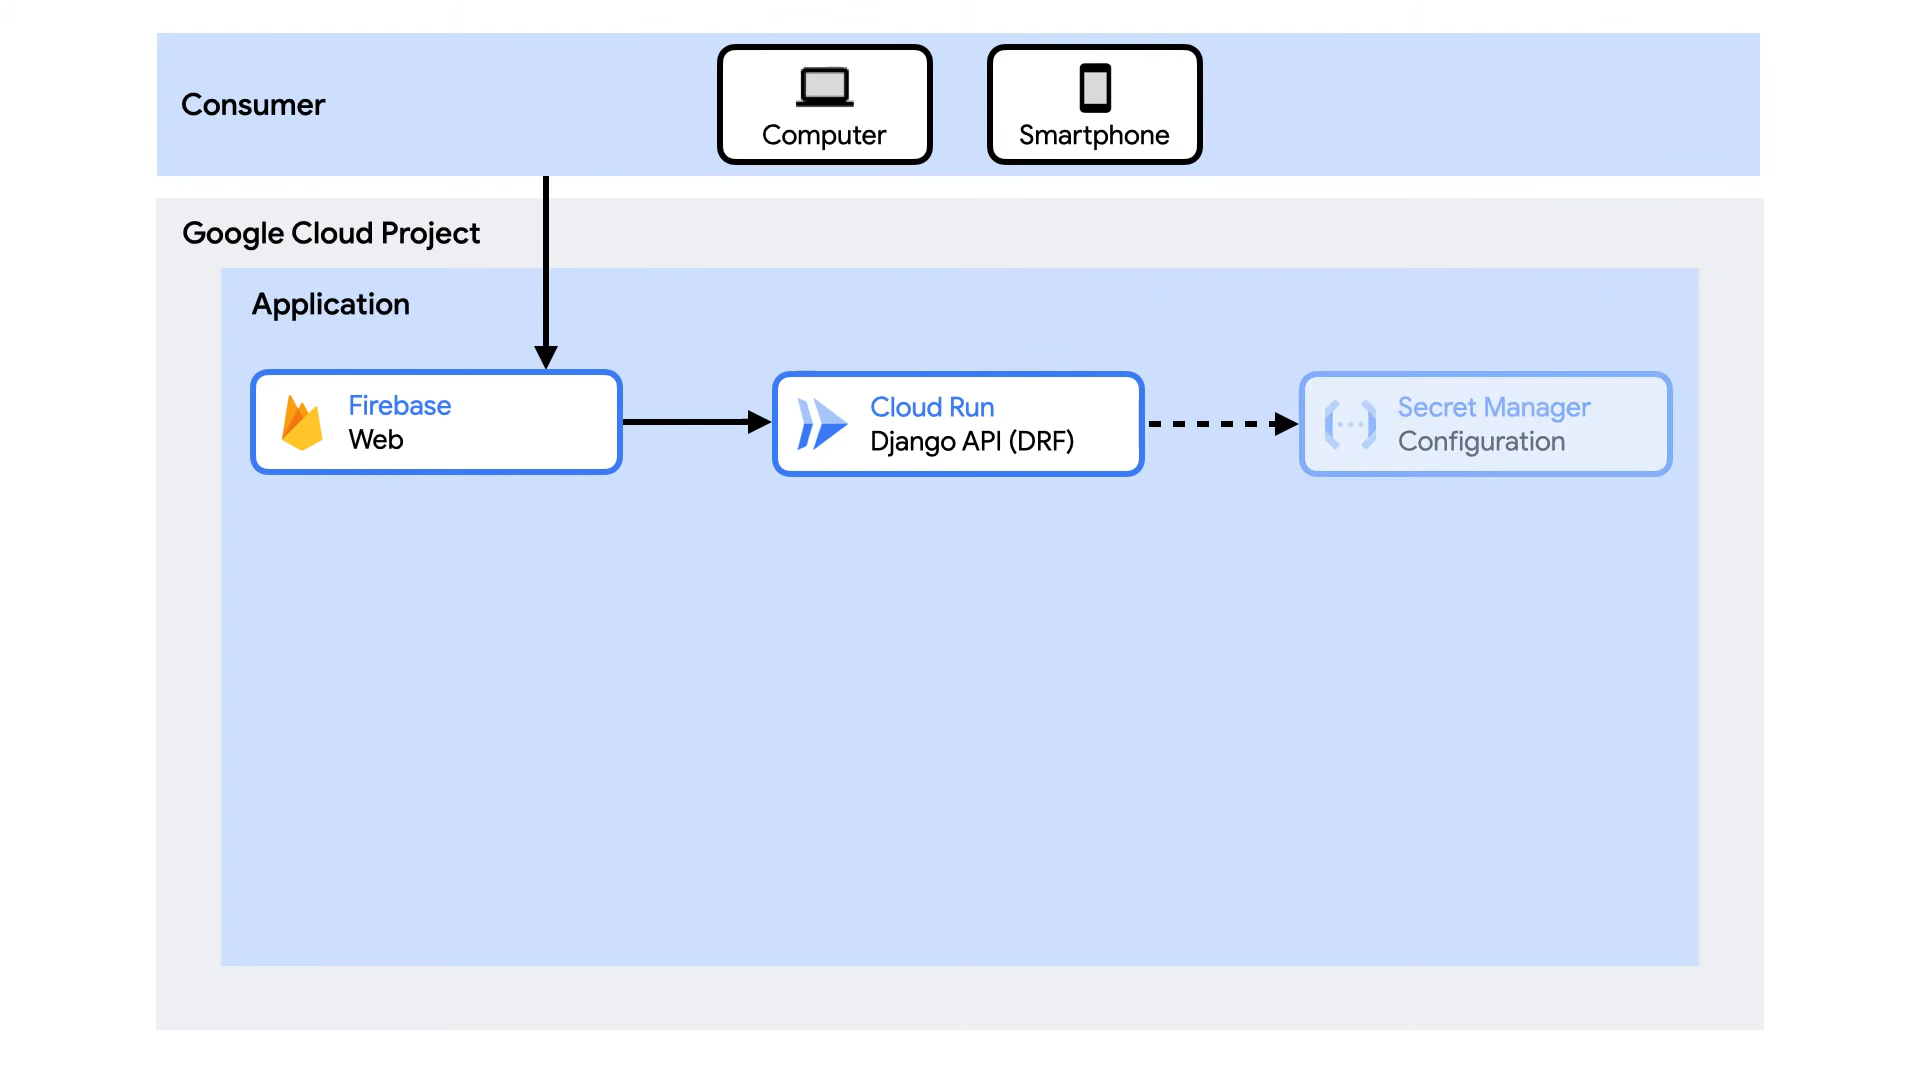 Consumer
Computer
Smartphone
Google Cloud Project
Application
Firebase
Web
Cloud Run
Django API (DRF)
Secret Manager
Configuration